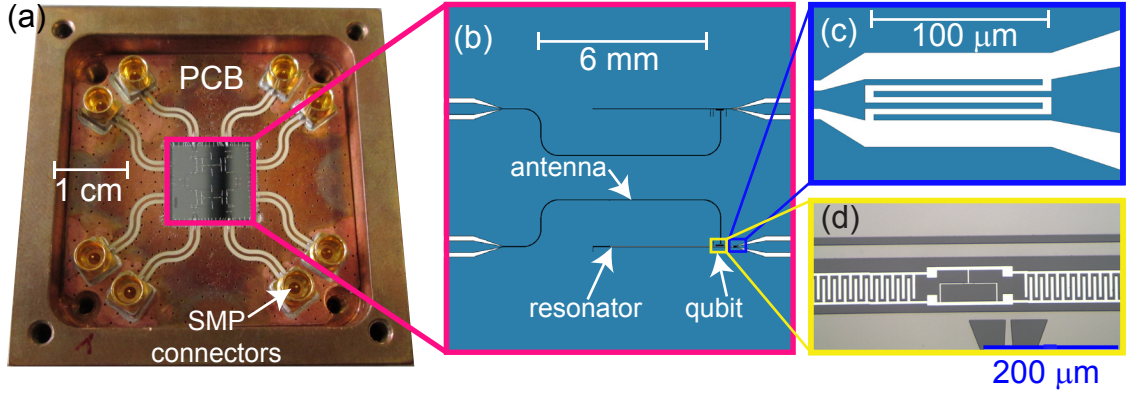 (a)
PCB
1 cm
SMP
connectors
(b)
6 mm
antenna
resonator
qubit
(c)
100 μm
(d)
200 μm